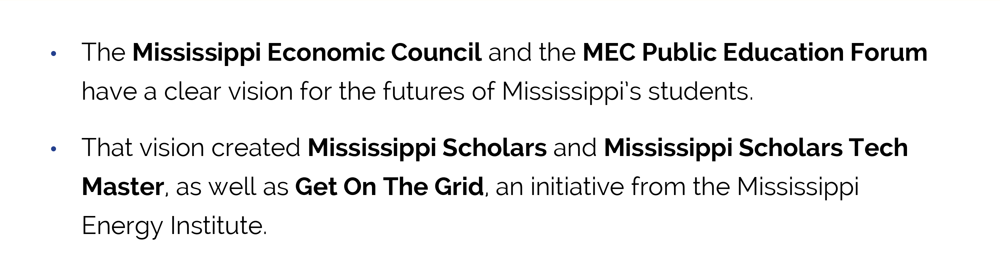 • The Mississippi Economic Council and the MEC Public Education Forum
have a clear vision for the futures of Mississippi's students.
• That vision created Mississippi Scholars and Mississippi Scholars Tech
Master, as well as Get On The Grid, an initiative from the Mississippi
Energy Institute.